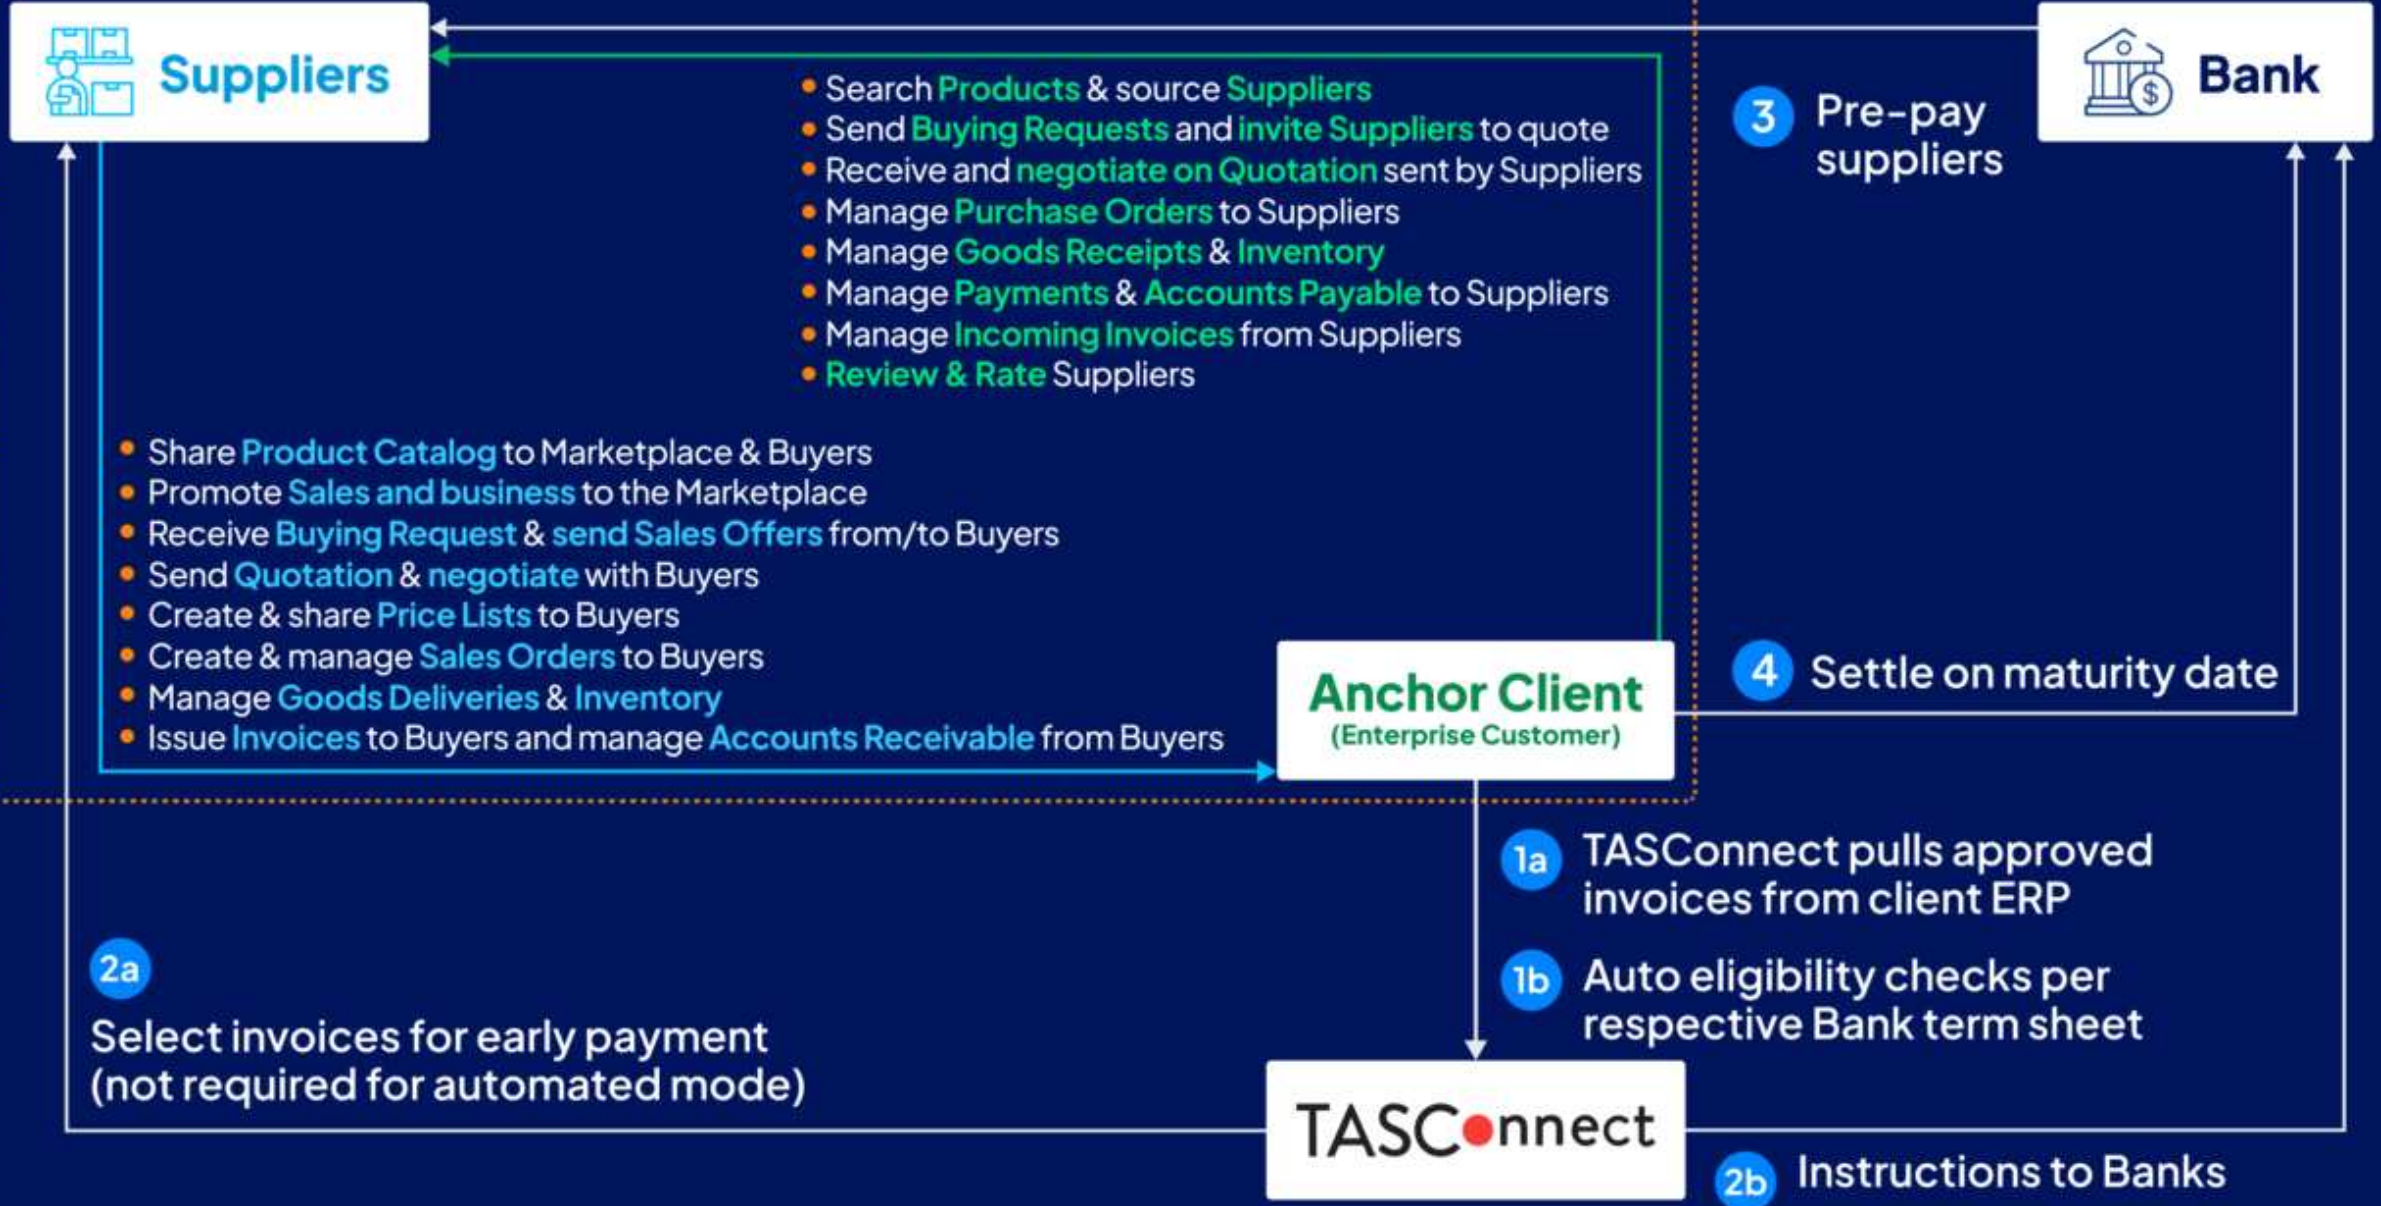 Suppliers
Bank
$
Search Products & source Suppliers
Send Buying Requests and invite Suppliers to quote
Receive and negotiate on Quotation sent by Suppliers
Manage Purchase Orders to Suppliers
Manage Goods Receipts & Inventory
Manage Payments & Accounts Payable to Suppliers
Manage Incoming Invoices from Suppliers
Review & Rate Suppliers
3 Pre-pay
suppliers
Share Product Catalog to Marketplace & Buyers
Promote Sales and business to the Marketplace
Receive Buying Request & send Sales Offers from/to Buyers
Send Quotation & negotiate with Buyers
Create & share Price Lists to Buyers
Create & manage Sales Orders to Buyers
Manage Goods Deliveries & Inventory
Issue Invoices to Buyers and manage Accounts Receivable from Buyers
Anchor Client
(Enterprise Customer)
4 Settle on maturity date
1a TASConnect pulls approved
invoices from client ERP
1b Auto eligibility checks per
respective Bank term sheet
2a
Select invoices for early payment
(not required for automated mode)
TASConnect
2b Instructions to Banks